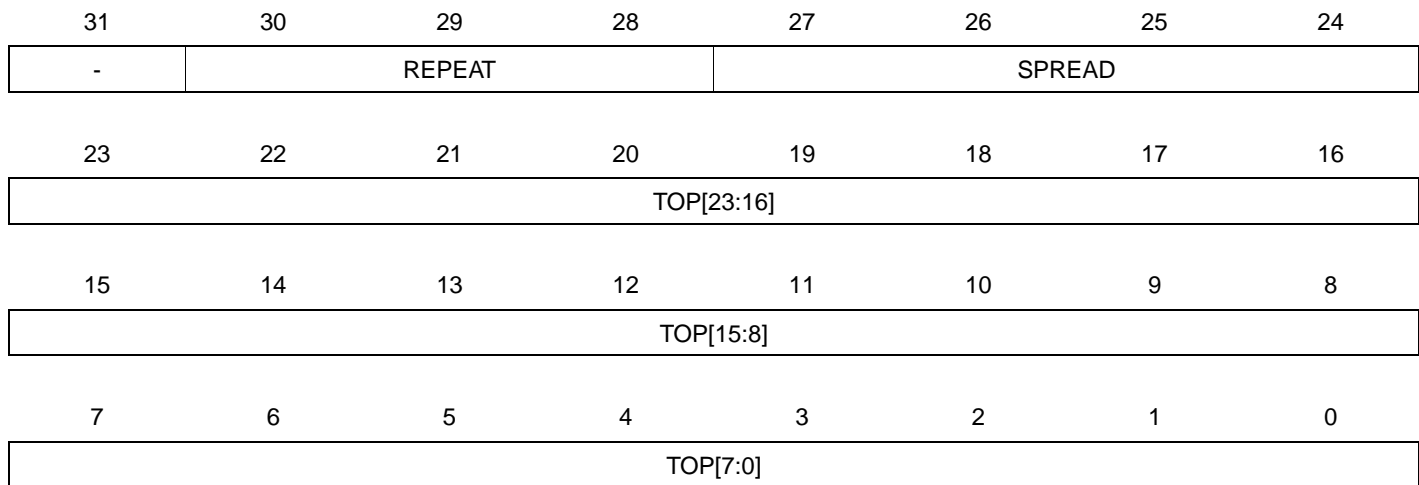 31 30 29 28 27 26 25 24
- REPEAT SPREAD
23 22 21 20 19 18 17 16
TOP[23:16]
15 14 13 12 11 10 9 8
TOP[15:8]
7 6 5 4 3 2 1 0
TOP[7:0]